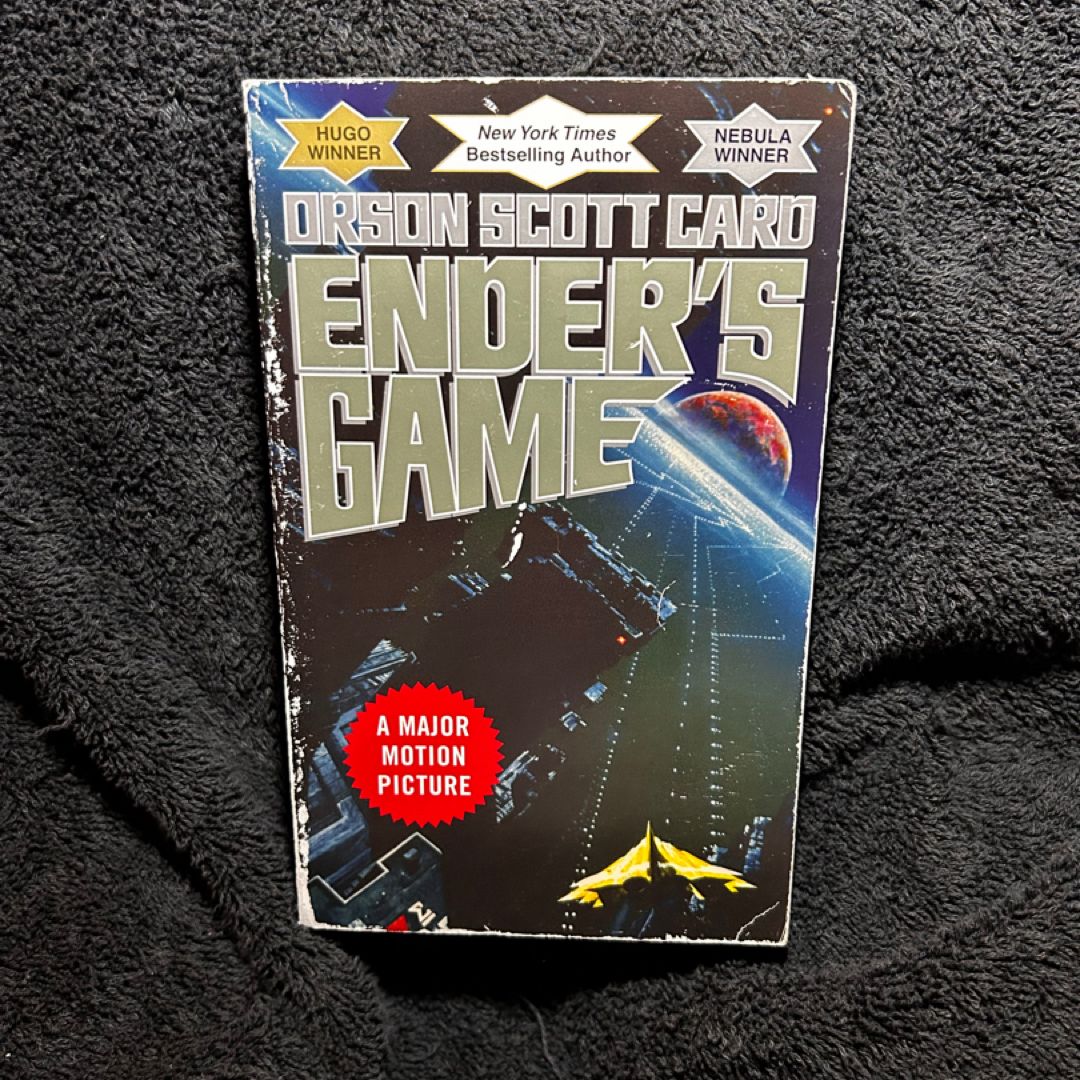 HUGO
WINNER
New York Times
Bestselling Author
NEBULA
WINNER
ORSON SCOTT CARD
ENDER'S
GAME
A MAJOR
MOTION
PICTURE